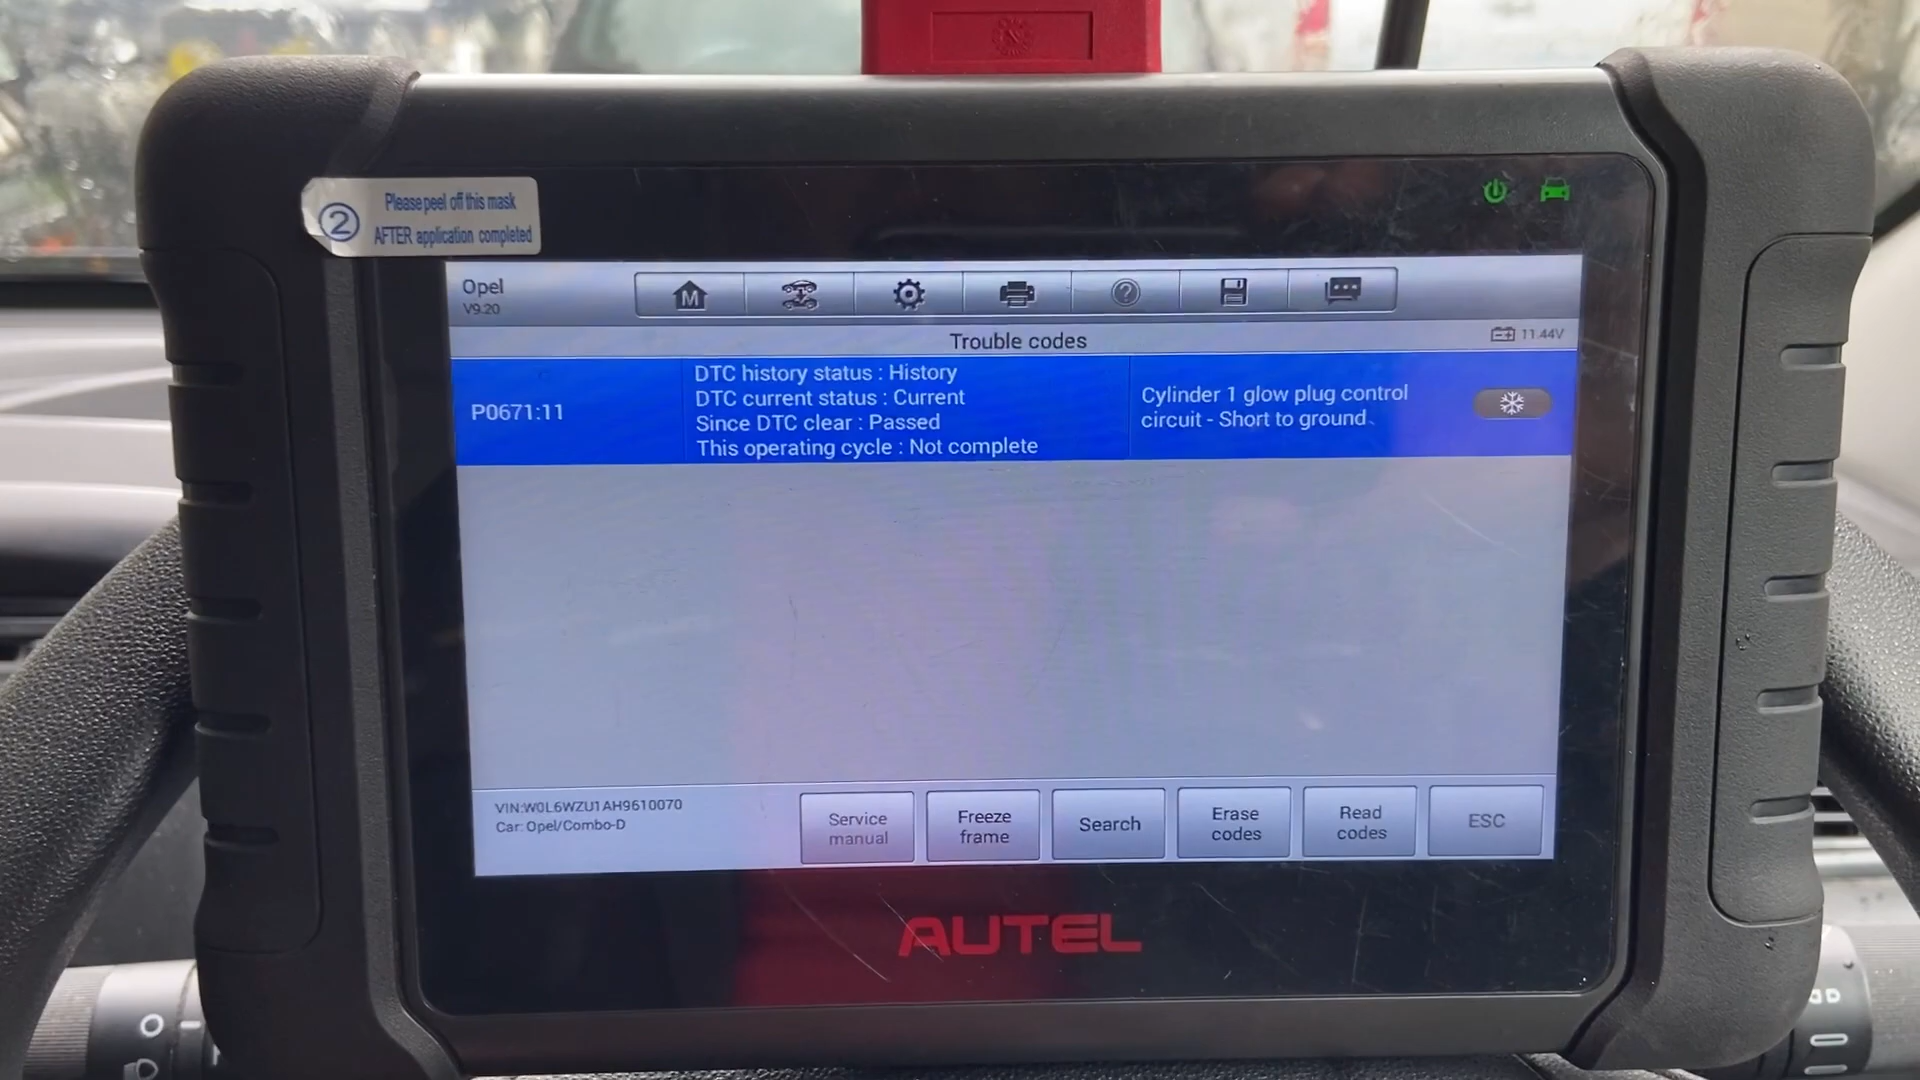 2
Please peel off this mask
AFTER application completed
Opel
V9.20
M
?
Trouble codes
11.44V
P0671:11
DTC history status : History
DTC current status : Current
Since DTC clear : Passed
This operating cycle : Not complete
Cylinder 1 glow plug control
circuit - Short to ground
VIN:W0L6WZU1AH9610070
Car: Opel/Combo-D
Service
manual
Freeze
frame
Search
Erase
codes
Read
codes
ESC
AUTEL